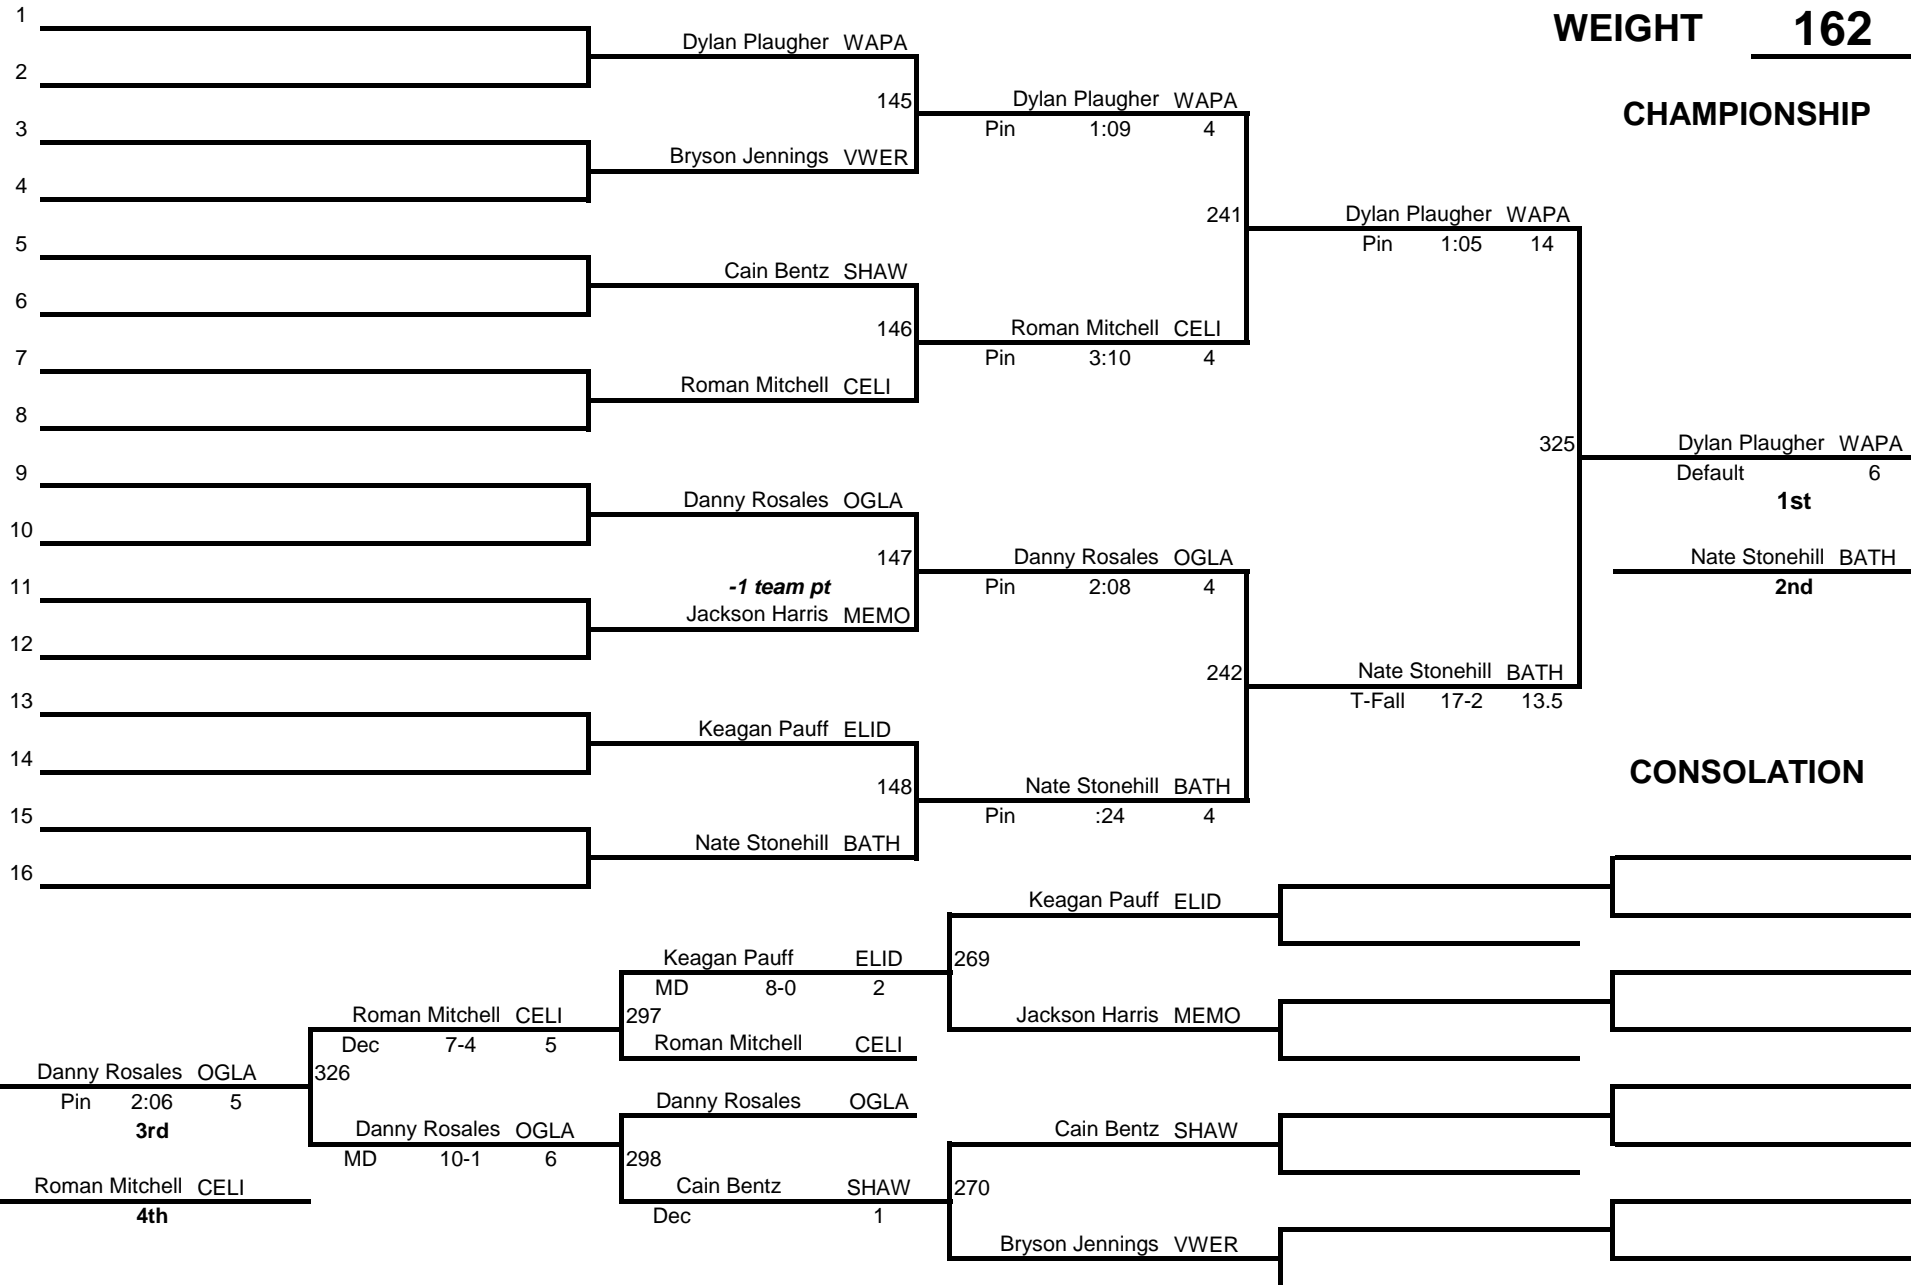 1
WEIGHT 162
Dylan Plaugher WAPA
2
145
Dylan Plaugher WAPA
CHAMPIONSHIP
3
Pin 1:09 4
Bryson Jennings VWER
4
241
Dylan Plaugher WAPA
5
Pin 1:05 14
Cain Bentz SHAW
6
146
Roman Mitchell CELI
7
Pin 3:10 4
Roman Mitchell CELI
8
325
Dylan Plaugher WAPA
9
Default 6
Danny Rosales OGLA
1st
10
147
Danny Rosales OGLA
Nate Stonehill BATH
11
-1 team pt
Pin 2:08 4
2nd
Jackson Harris MEMO
12
242
Nate Stonehill BATH
13
T-Fall 17-2 13.5
Keagan Pauff ELID
14
CONSOLATION
148
Nate Stonehill BATH
15
Pin :24 4
Nate Stonehill BATH
16
Keagan Pauff ELID
Keagan Pauff ELID
269
MD 8-0 2
Roman Mitchell CELI
297
Jackson Harris MEMO
Dec 7-4 5
Roman Mitchell CELI
Danny Rosales OGLA
326
Pin 2:06 5
Danny Rosales OGLA
3rd
Danny Rosales OGLA
Cain Bentz SHAW
MD 10-1 6
298
Roman Mitchell CELI
Cain Bentz SHAW
270
4th
Dec 1
Bryson Jennings VWER